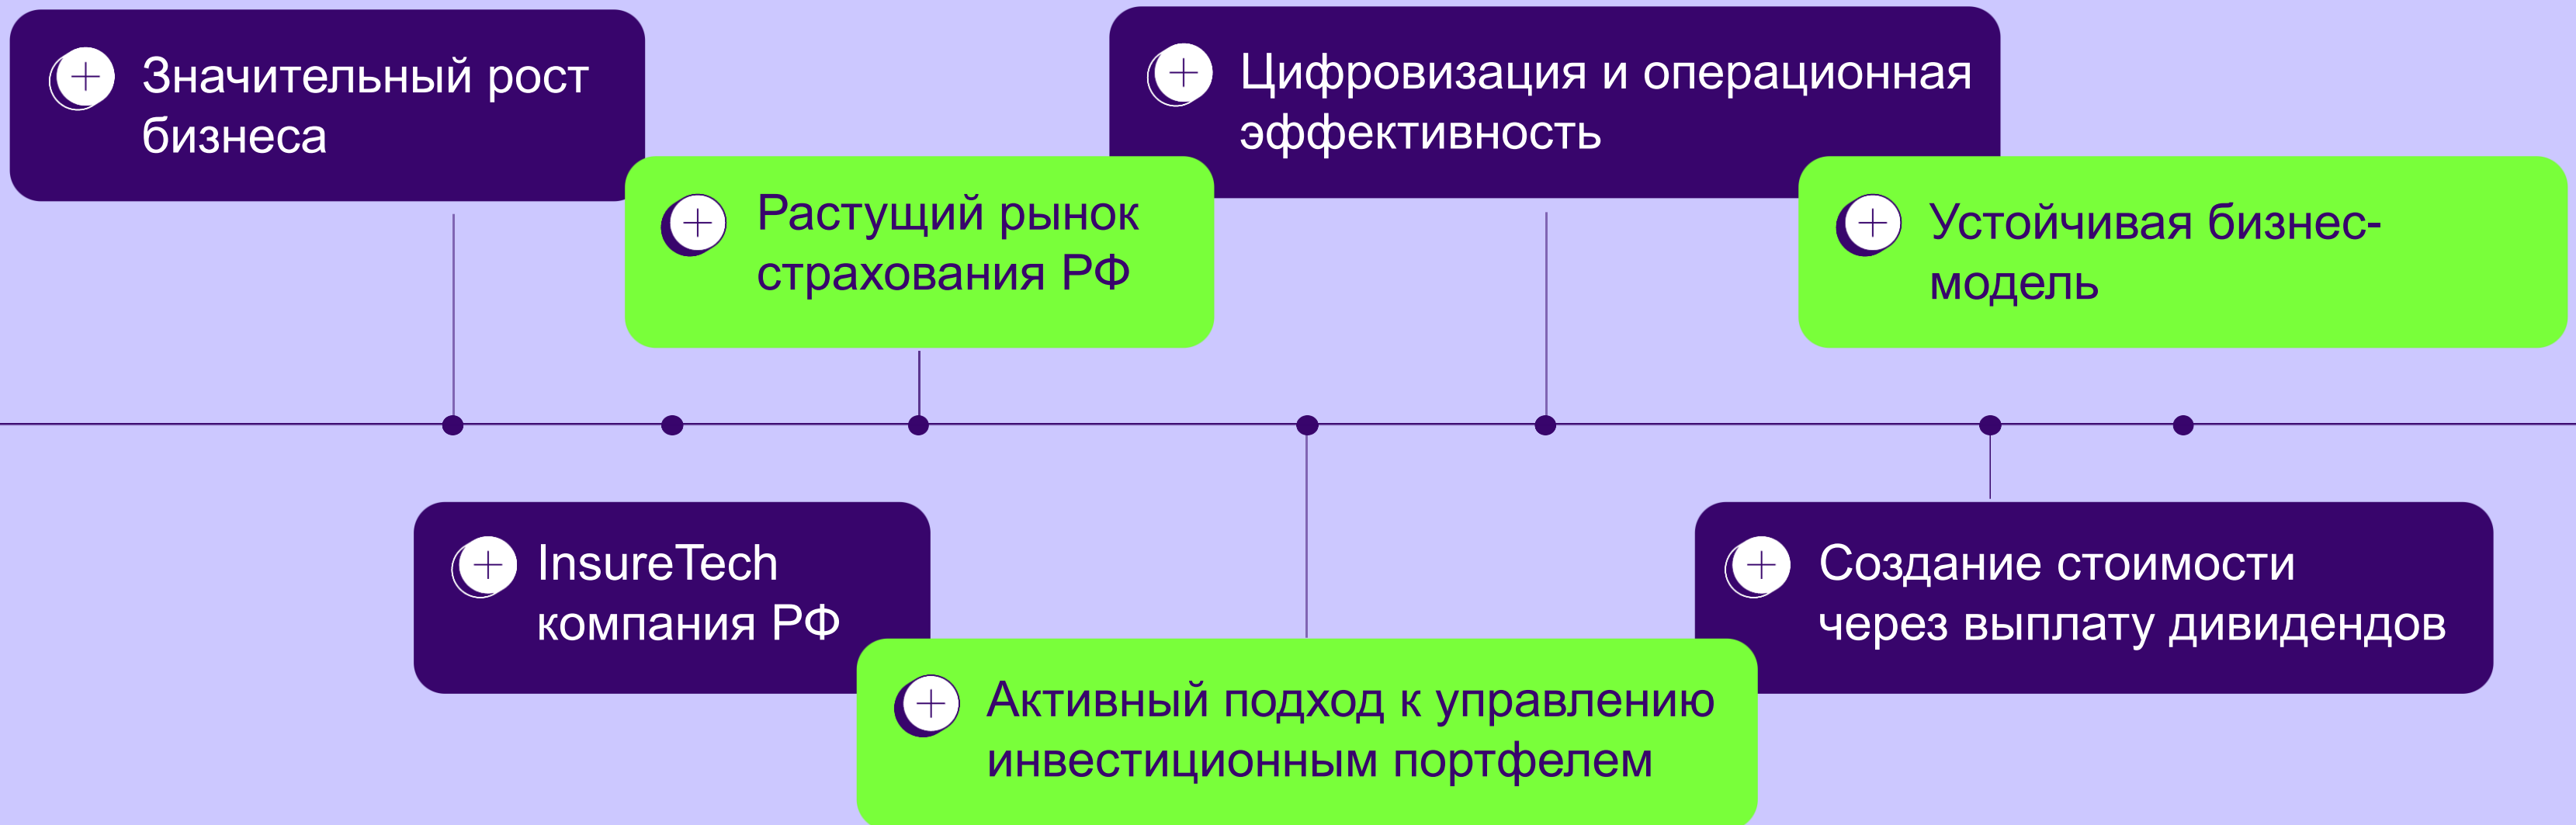 Значительный рост
бизнеса
Растущий рынок
страхования РФ
Цифровизация и операционная
эффективность
Устойчивая бизнес-
модель
InsureTech
компания РФ
Активный подход к управлению
инвестиционным портфелем
Создание стоимости
через выплату дивидендов